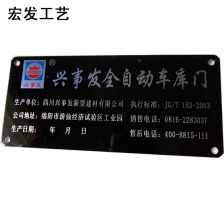 宏发工艺
兴事发全自动车库门
生产单位：四川兴事发新型建材有限公司 执行标准：JG/T 153-2003
公司地址：绵阳市游仙经济试验区工业园 销售电话：0816-2283037
生产日期： 年 月 日 售后电话：400-8815-111